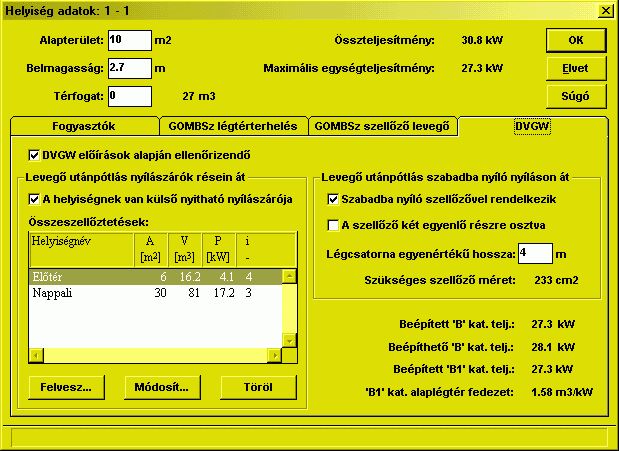 Helyiség adatok: 1 - 1
Alapterület: 10 m2 Összteljesítmény: 30.8 kW OK
Belmagasság: 2.7 m Maximális egységteljesítmény: 27.3 kW Elvet
Térfogat: 0 27 m3 Súgó
Fogyasztók GOMBSz légtérterhelés GOMBSz szellőző levegő DVGW
DVGW előírások alapján ellenőrizendő
Levegő utánpótlás nyílászárók résein át
A helyiségnek van külső nyitható nyílászárója
Összeszellőztetések:
Helyiségnév A V P i
[m2] [m3] [kW] -
Előtér 6 16.2 4.1 4
Nappali 30 81 17.2 3
Felvesz... Módosít... Töröl
Levegő utánpótlás szabadba nyíló nyíláson át
Szabadba nyíló szellőzővel rendelkezik
A szellőző két egyenlő részre osztva
Légcsatorna egyenértékű hossza: 4 m
Szükséges szellőző méret: 233 cm2
Beépített 'B' kat. telj.: 27.3 kW
Beépíthető 'B' kat. telj.: 28.1 kW
Beépített 'B1' kat. telj.: 27.3 kW
'B1' kat. alaplégtér fedezet: 1.58 m3/kW